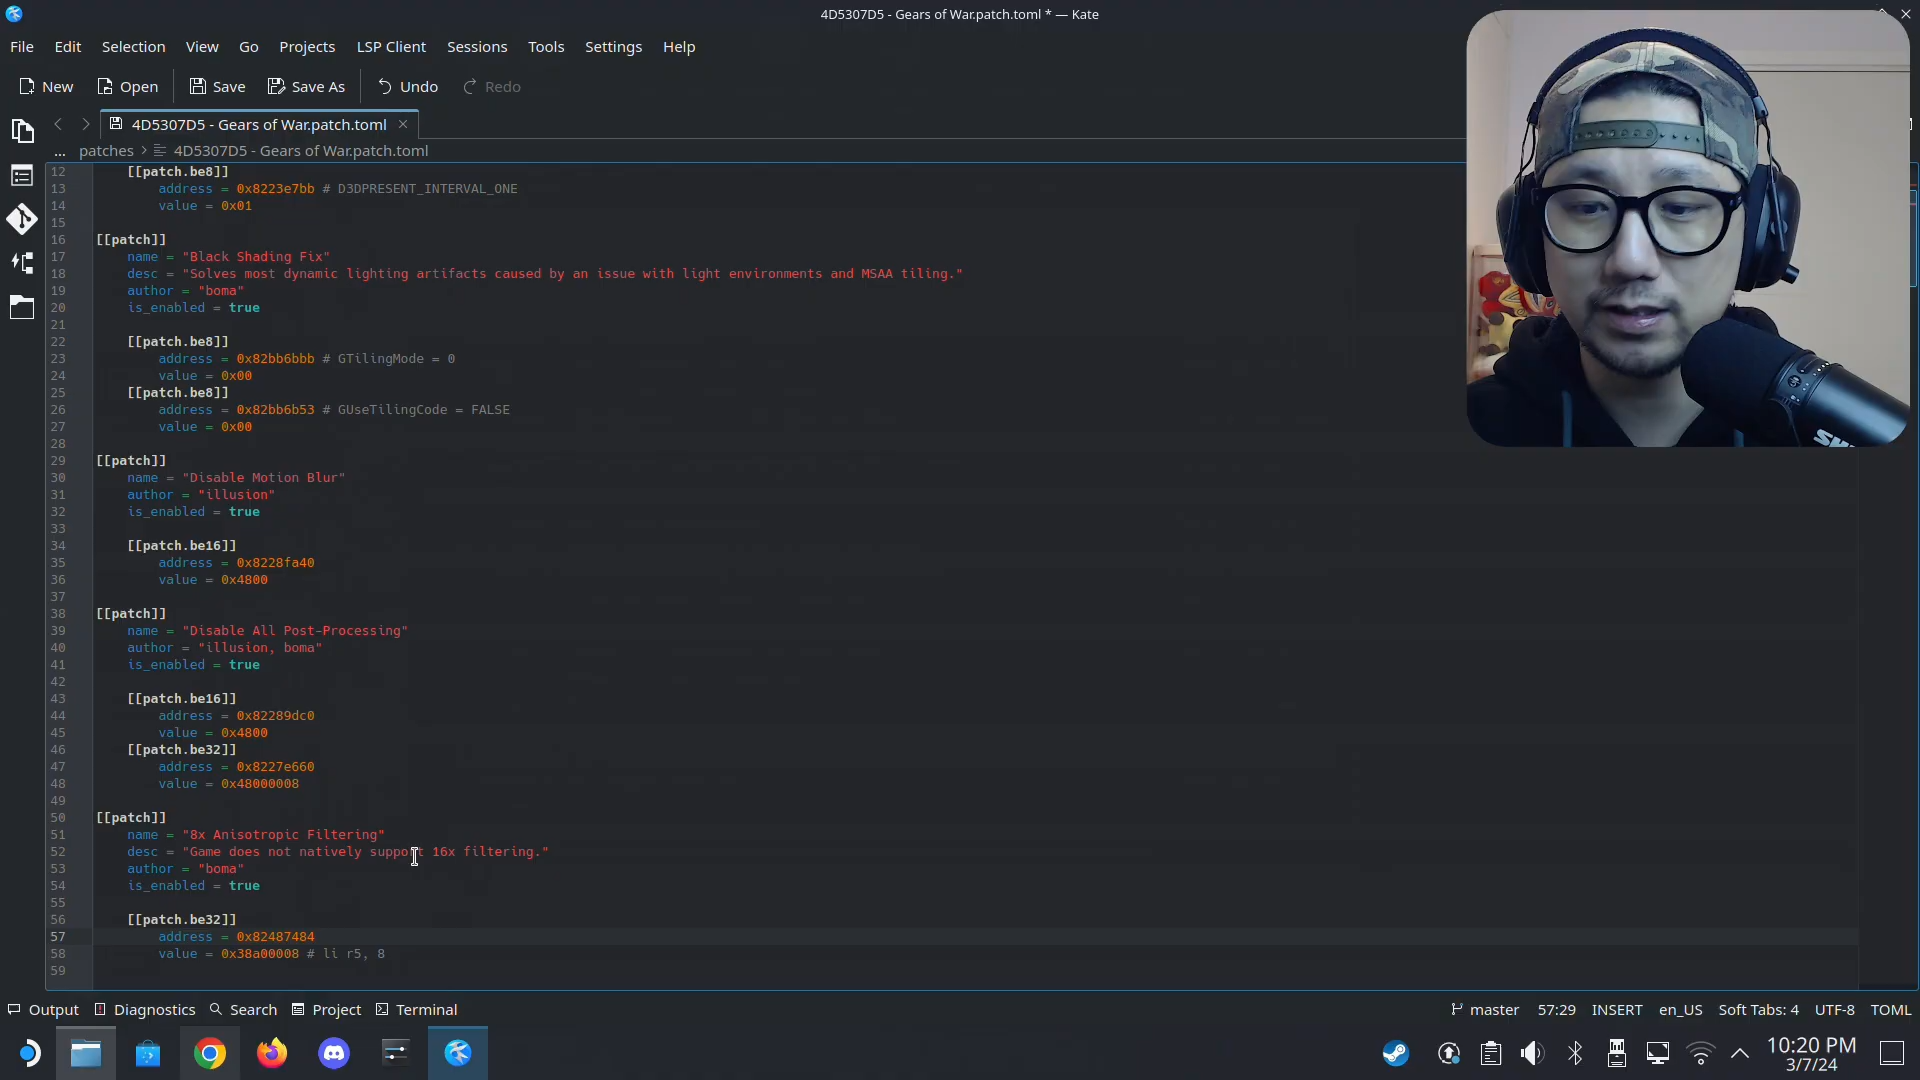 4D5307D5 - Gears of War.patch.toml * — Kate
File Edit Selection View Go Projects LSP Client Sessions Tools Settings Help
New Open Save Save As Undo Redo
4D5307D5 - Gears of War.patch.toml
... patches > 4D5307D5 - Gears of War.patch.toml
12 [[patch.be8]]
13 address = 0x8223e7bb # D3DPRESENT_INTERVAL_ONE
14 value = 0x01
15
16 [[patch]]
17 name = "Black Shading Fix"
18 desc = "Solves most dynamic lighting artifacts caused by an issue with light environments and MSAA tiling."
19 author = "boma"
20 is_enabled = true
21
22 [[patch.be8]]
23 address = 0x82bb6bbb # GTilingMode = 0
24 value = 0x00
25 [[patch.be8]]
26 address = 0x82bb6b53 # GUseTilingCode = FALSE
27 value = 0x00
28
29 [[patch]]
30 name = "Disable Motion Blur"
31 author = "illusion"
32 is_enabled = true
33
34 [[patch.be16]]
35 address = 0x8228fa40
36 value = 0x4800
37
38 [[patch]]
39 name = "Disable All Post-Processing"
40 author = "illusion, boma"
41 is_enabled = true
42
43 [[patch.be16]]
44 address = 0x82289dc0
45 value = 0x4800
46 [[patch.be32]]
47 address = 0x8227e660
48 value = 0x48000008
49
50 [[patch]]
51 name = "8x Anisotropic Filtering"
52 desc = "Game does not natively support 16x filtering."
53 author = "boma"
54 is_enabled = true
55
56 [[patch.be32]]
57 address = 0x82487484
58 value = 0x38a00008 # li r5, 8
59
Output Diagnostics Search Project Terminal master 57:29 INSERT en_US Soft Tabs: 4 UTF-8 TOML
10:20 PM
3/7/24